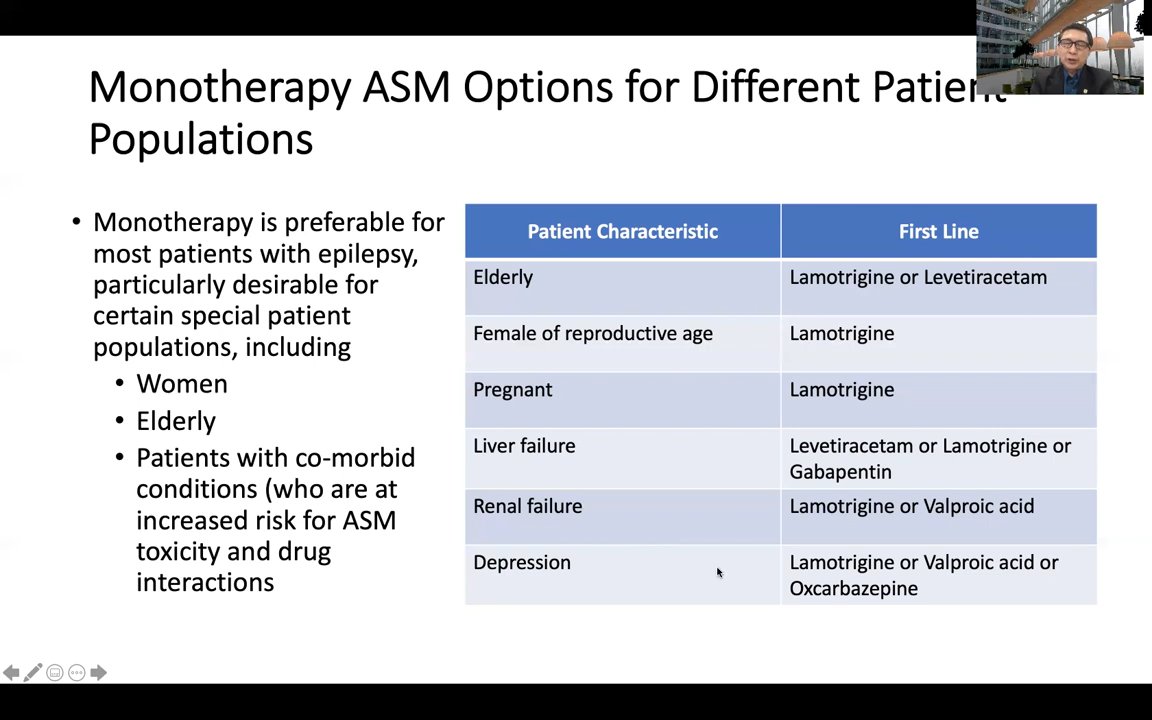 Monotherapy ASM Options for Different Patient
Populations
• Monotherapy is preferable for
most patients with epilepsy,
particularly desirable for
certain special patient
populations, including
• Women
• Elderly
• Patients with co-morbid
conditions (who are at
increased risk for ASM
toxicity and drug
interactions
Patient Characteristic First Line
Elderly Lamotrigine or Levetiracetam
Female of reproductive age Lamotrigine
Pregnant Lamotrigine
Liver failure Levetiracetam or Lamotrigine or
Gabapentin
Renal failure Lamotrigine or Valproic acid
Depression Lamotrigine or Valproic acid or
Oxcarbazepine